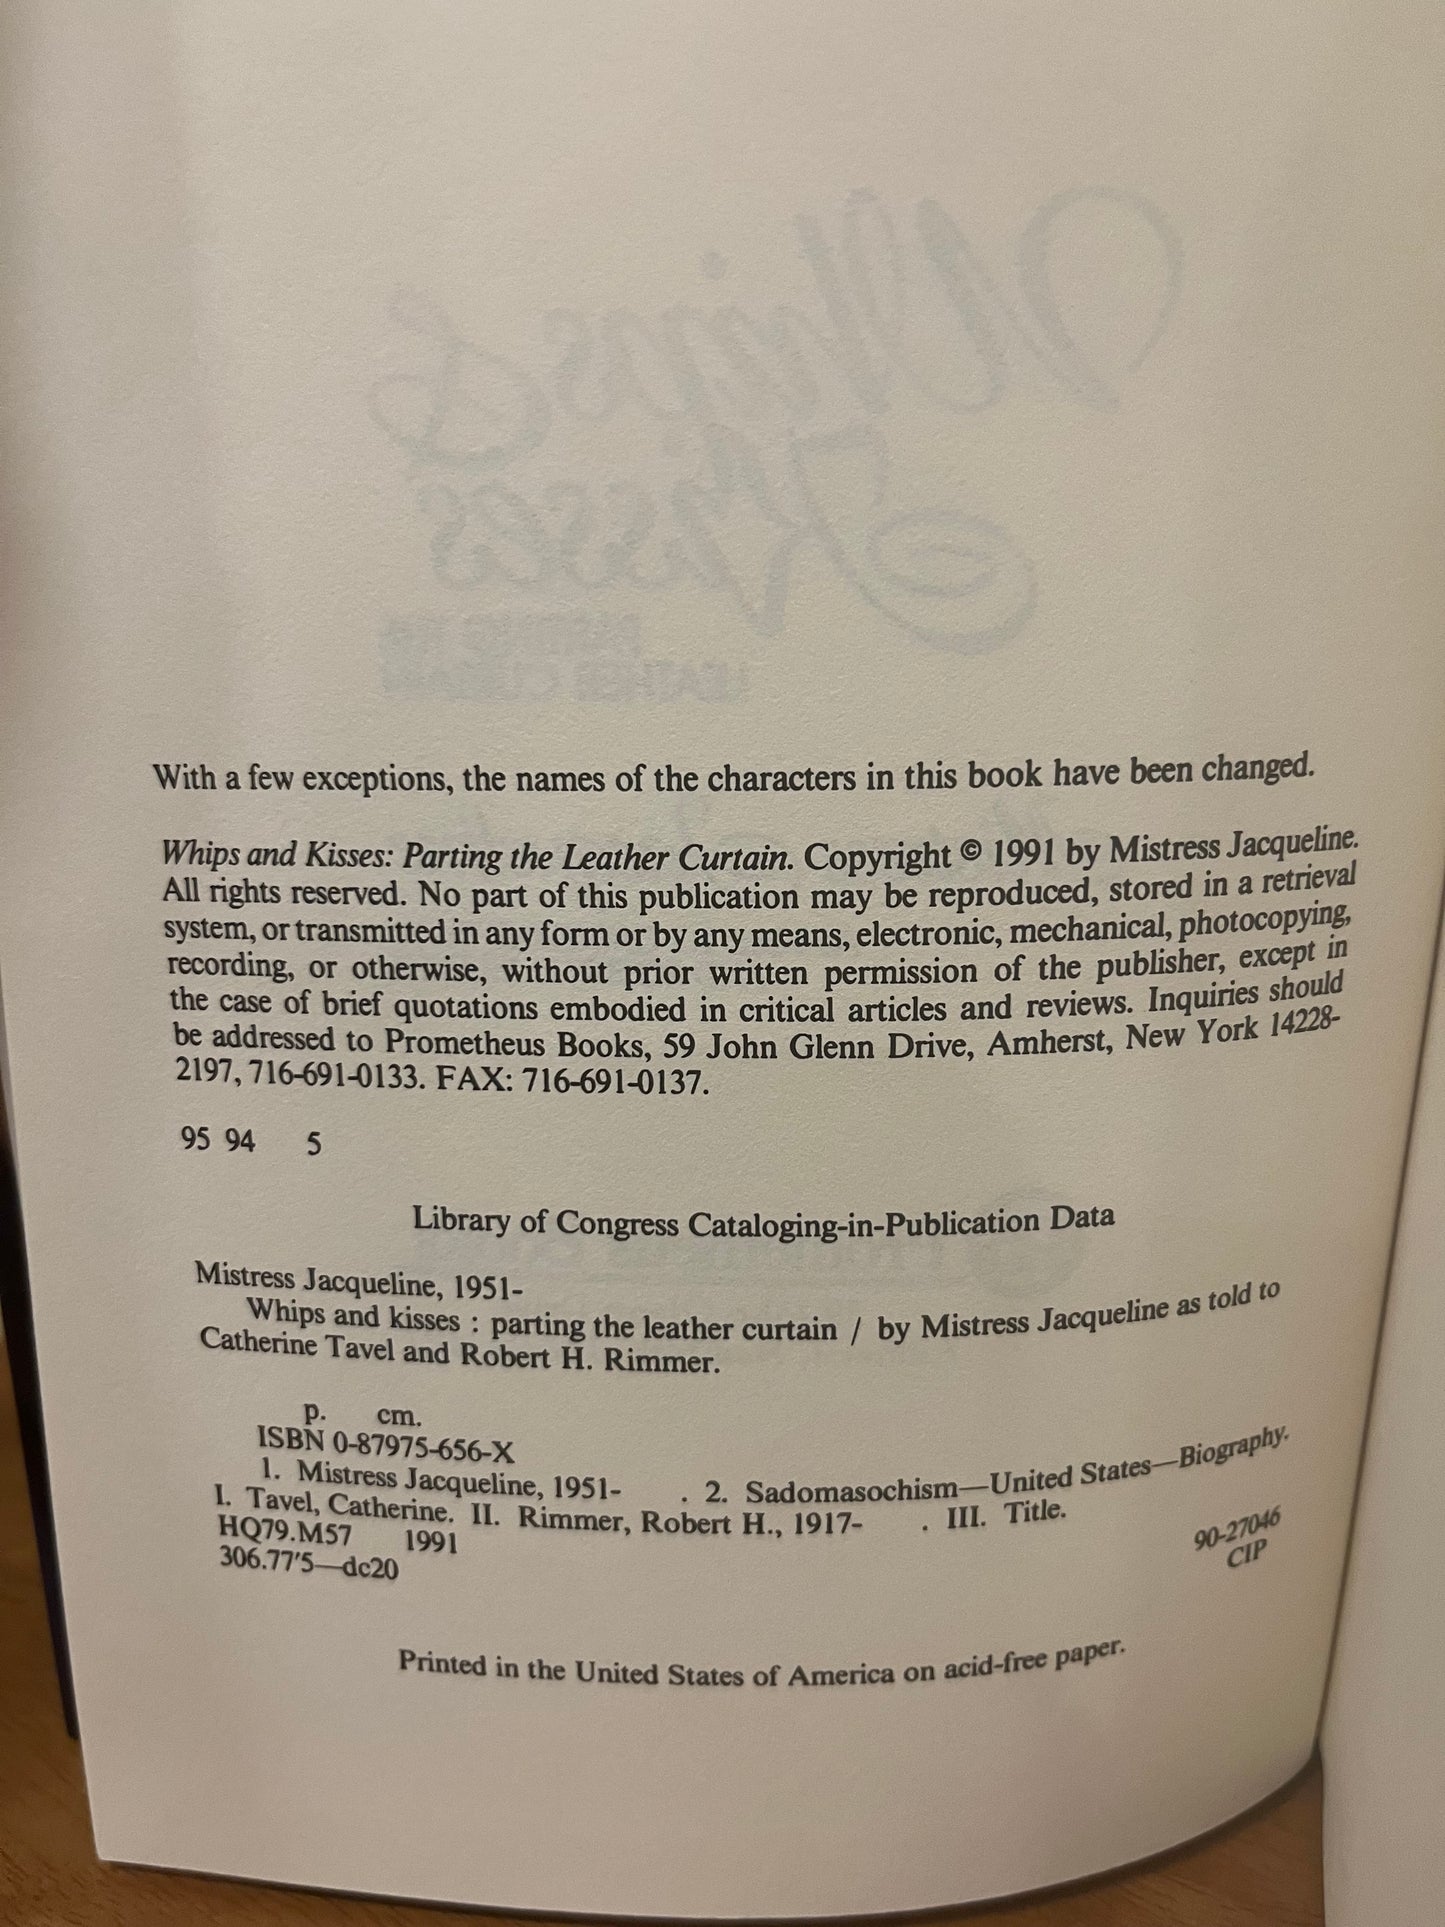 With a few exceptions, the names of the characters in this book have been changed.
Whips and Kisses: Parting the Leather Curtain. Copyright © 1991 by Mistress Jacqueline.
All rights reserved. No part of this publication may be reproduced, stored in a retrieval
system, or transmitted in any form or by any means, electronic, mechanical, photocopying,
recording, or otherwise, without prior written permission of the publisher, except in
the case of brief quotations embodied in critical articles and reviews. Inquiries should
be addressed to Prometheus Books, 59 John Glenn Drive, Amherst, New York 14228-
2197, 716-691-0133. FAX: 716-691-0137.
95 94 5
Library of Congress Cataloging-in-Publication Data
Mistress Jacqueline, 1951-
Whips and kisses : parting the leather curtain / by Mistress Jacqueline as told to
Catherine Tavel and Robert H. Rimmer.
p. cm.
ISBN 0-87975-656-X
1. Mistress Jacqueline, 1951- . 2. Sadomasochism—United States—Biography.
I. Tavel, Catherine. II. Rimmer, Robert H., 1917- . III. Title.
HQ79.M57 1991
306.77'5—dc20
90-27046
CIP
Printed in the United States of America on acid-free paper.
Whips &
Kisses
PARTING THE
LEATHER CURTAIN